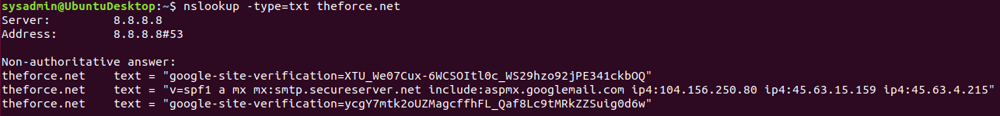 sysadmin@UbuntuDesktop:~$ nslookup -type=txt theforce.net
Server: 8.8.8.8
Address: 8.8.8.8#53
Non-authoritative answer:
theforce.net text = "google-site-verification=XTU_We07Cux-6WCSOItl0c_WS29hzo92jPE341ckbOQ"
theforce.net text = "v=spf1 a mx mx:smtp.secureserver.net include:aspmx.googlemail.com ip4:104.156.250.80 ip4:45.63.15.159 ip4:45.63.4.215"
theforce.net text = "google-site-verification=ycgY7mtk2oUZMagcffhFL_Qaf8Lc9tMRkZZSuig0d6w"